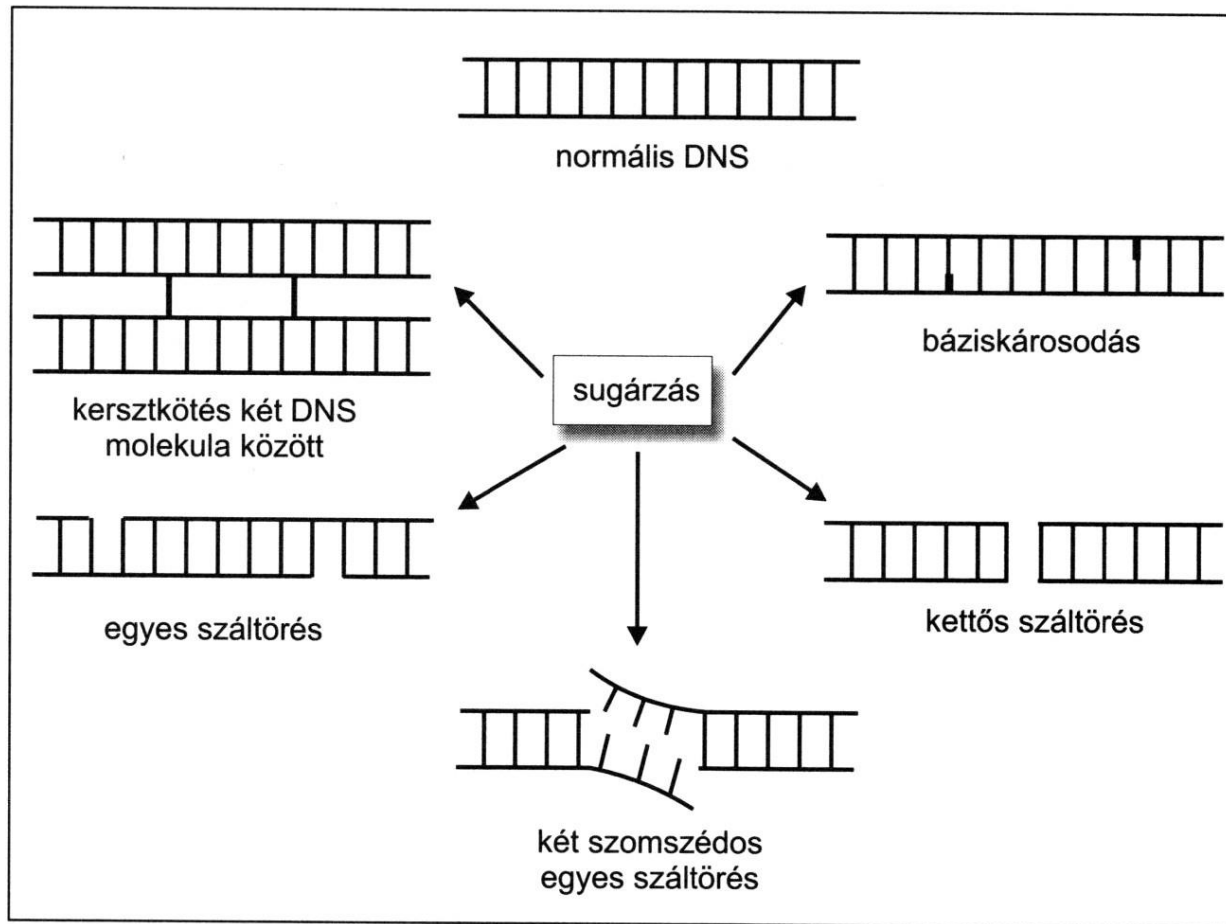 normális DNS
kersztkötés két DNS
molekula között
báziskárosodás
sugárzás
egyes száltörés
kettős száltörés
két szomszédos
egyes száltörés